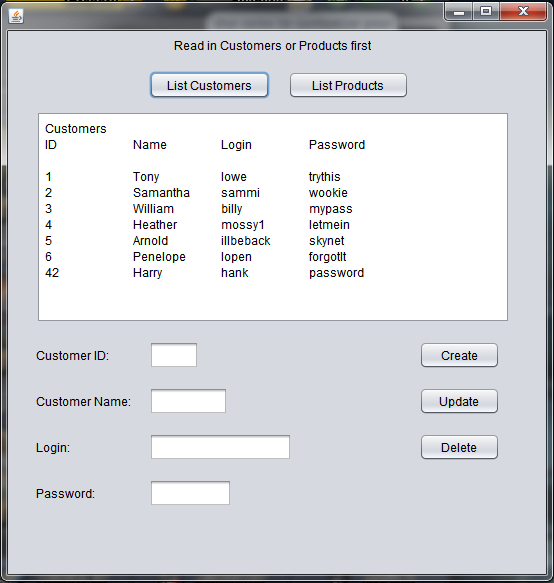 Read in Customers or Products first
List Customers List Products
Customers
ID Name Login Password
1 Tony lowe trythis
2 Samantha sammi wookie
3 William billy mypass
4 Heather mossy1 letmein
5 Arnold illbeback skynet
6 Penelope lopen forgotIt
42 Harry hank password
Customer ID: Create
Customer Name: Update
Login: Delete
Password: